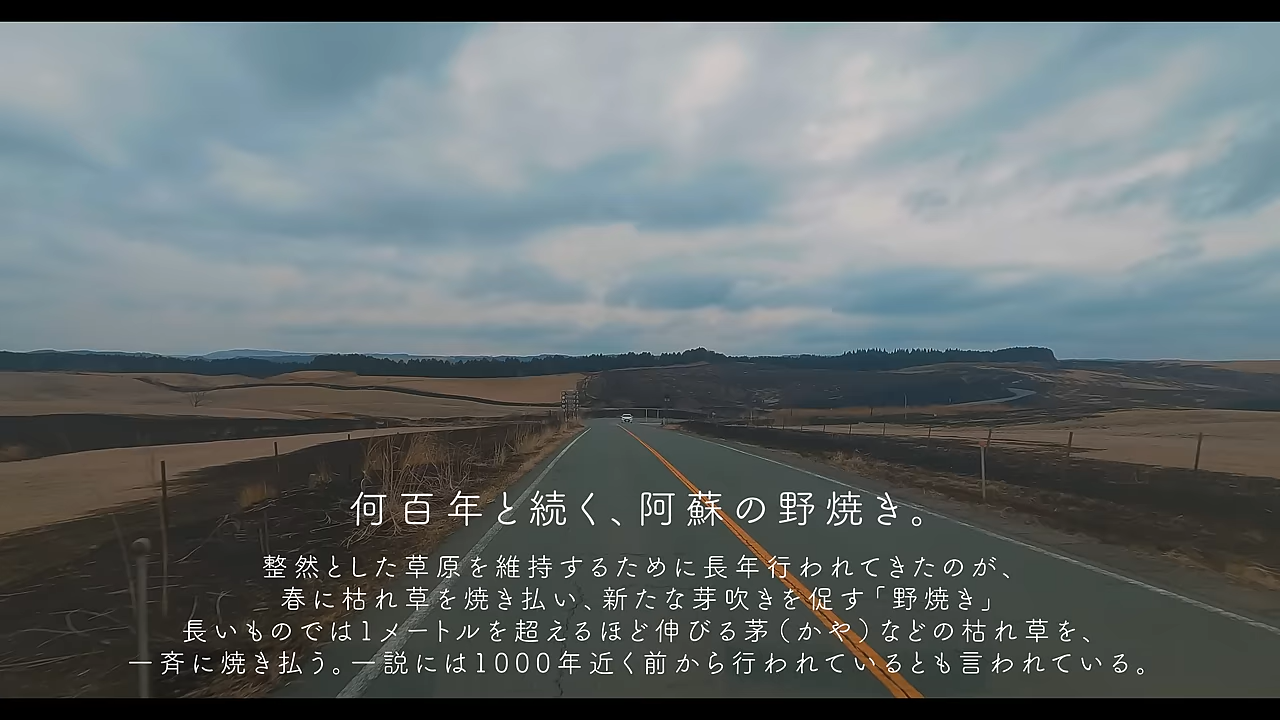 何百年と続く、阿蘇の野焼き。
整然とした草原を維持するために長年行われてきたのが、
春に枯れ草を焼き払い、新たな芽吹きを促す「野焼き」
長いものでは1メートルを超えるほど伸びる茅（かや）などの枯れ草を、
一斉に焼き払う。一説には1000年近く前から行われているとも言われている。